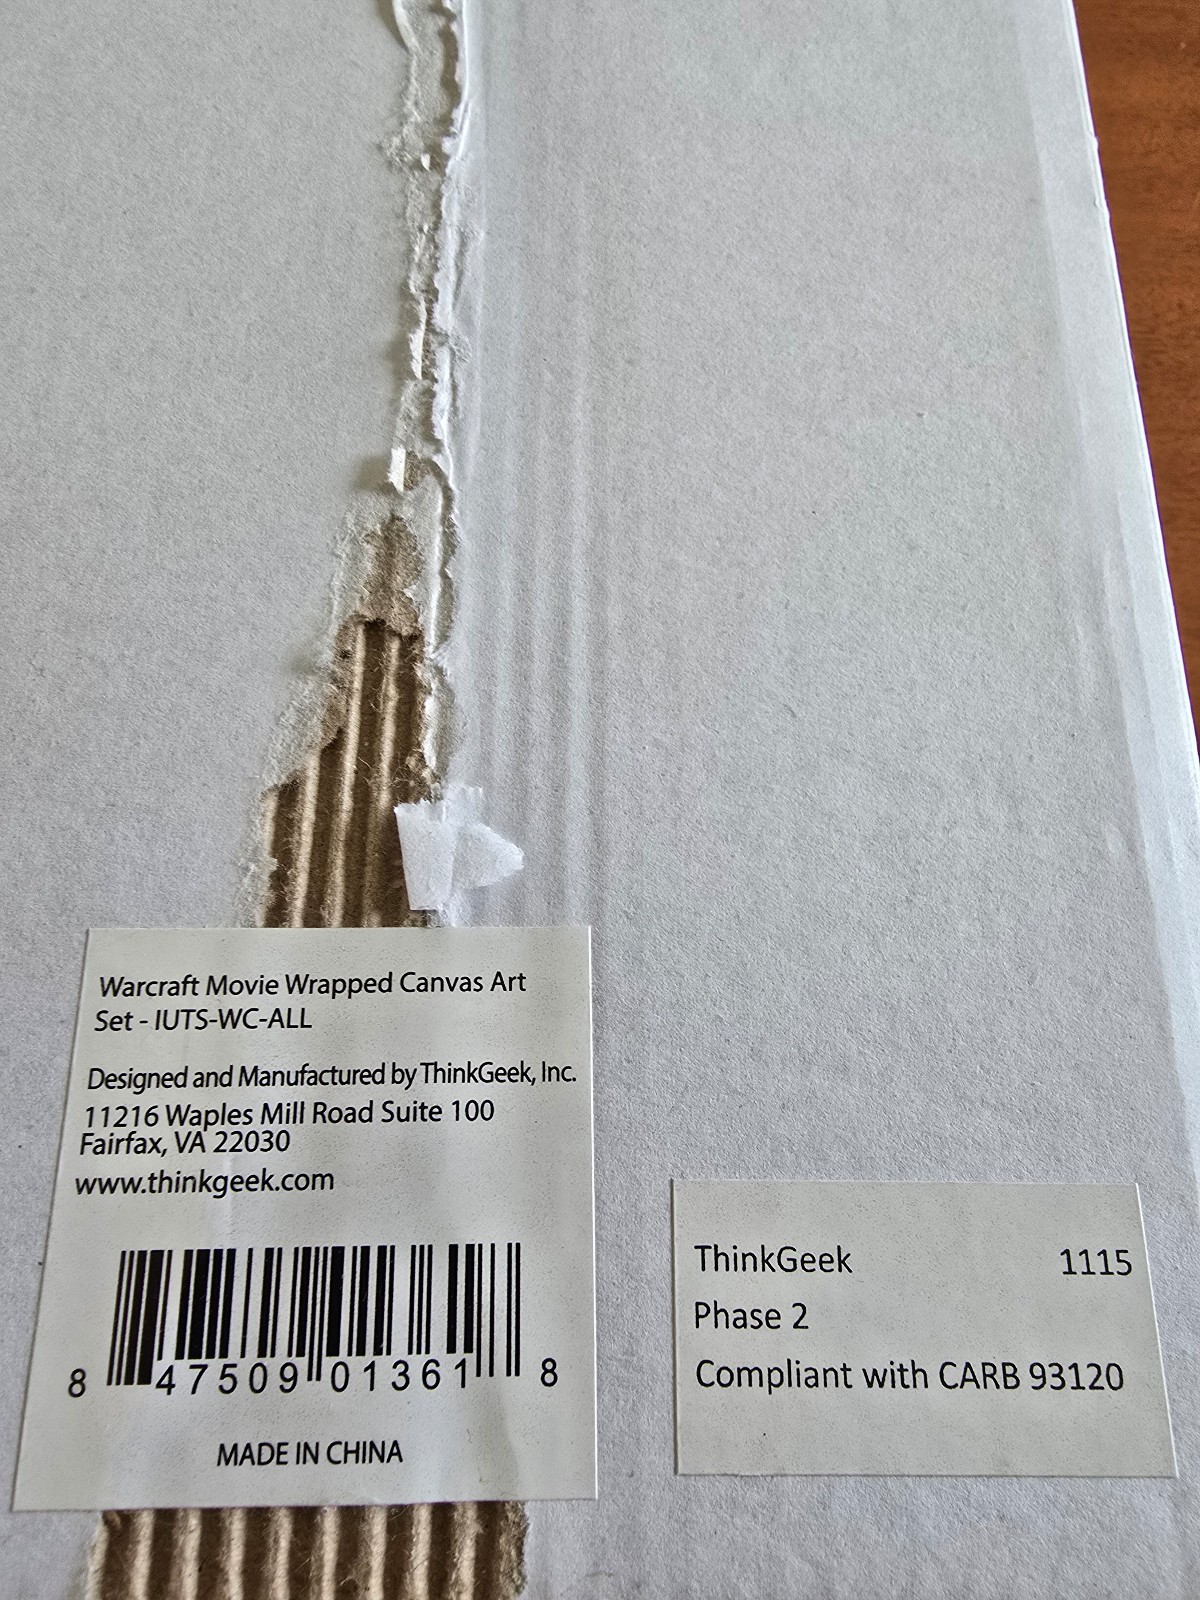 Warcraft Movie Wrapped Canvas Art
Set - IUTS-WC-ALL
Designed and Manufactured by ThinkGeek, Inc.
11216 Waples Mill Road Suite 100
Fairfax, VA 22030
www.thinkgeek.com
8 47509 01361 8
MADE IN CHINA
ThinkGeek 1115
Phase 2
Compliant with CARB 93120